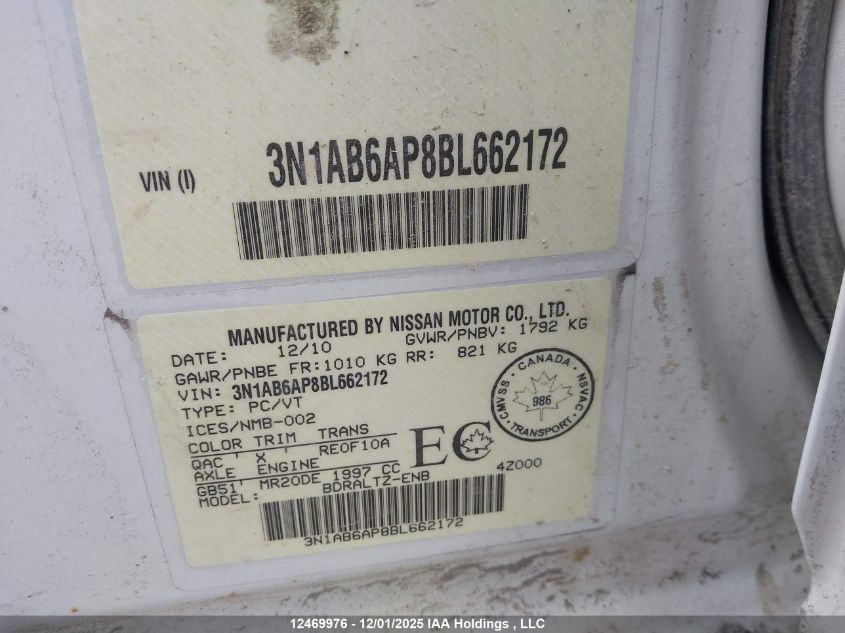 VIN (I) 3N1AB6AP8BL662172
MANUFACTURED BY NISSAN MOTOR CO., LTD.
DATE: 12/10 GVWR/PNBV: 1792 KG
GAWR/PNBE FR:1010 KG RR: 821 KG
VIN: 3N1AB6AP8BL662172
TYPE: PC/VT
ICES/NMB-002
COLOR TRIM TRANS
QAC ' X ' RE0F10A
AXLE ENGINE
GB51' MR20DE 1997 CC
MODEL: BDRALTZ-ENB
EC
4Z000
CANADA
CMVSS NSVAC
986
TRANSPORT
3N1AB6AP8BL662172
12469976 - 12/01/2025 IAA Holdings , LLC